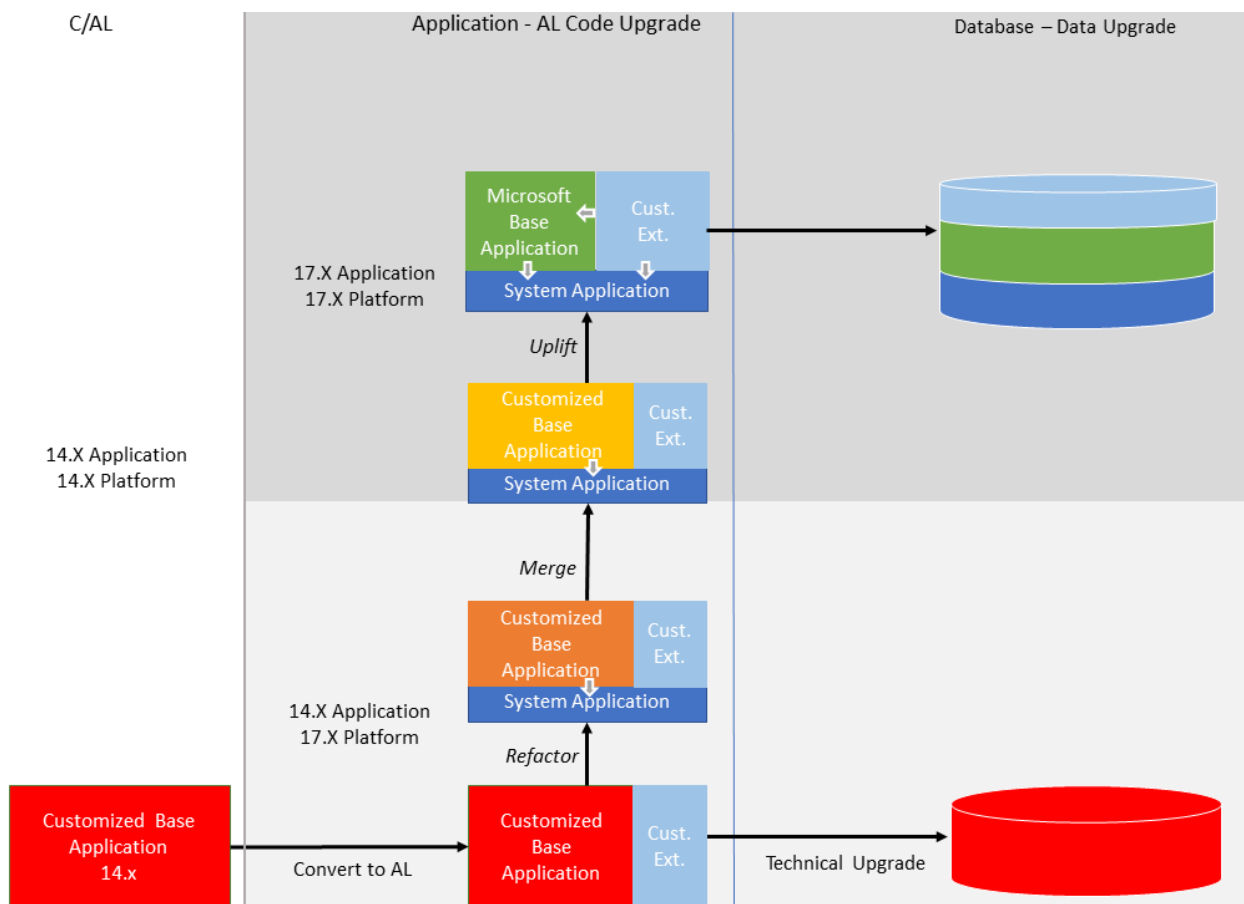 C/AL
Application - AL Code Upgrade
Database – Data Upgrade
Microsoft
Base
Application
Cust.
Ext.
System Application
17.X Application
17.X Platform
Uplift
Customized
Base
Application
Cust.
Ext.
System Application
14.X Application
14.X Platform
Merge
Customized
Base
Application
Cust.
Ext.
System Application
14.X Application
17.X Platform
Refactor
Customized Base
Application
14.x
Convert to AL
Customized
Base
Application
Cust.
Ext.
Technical Upgrade